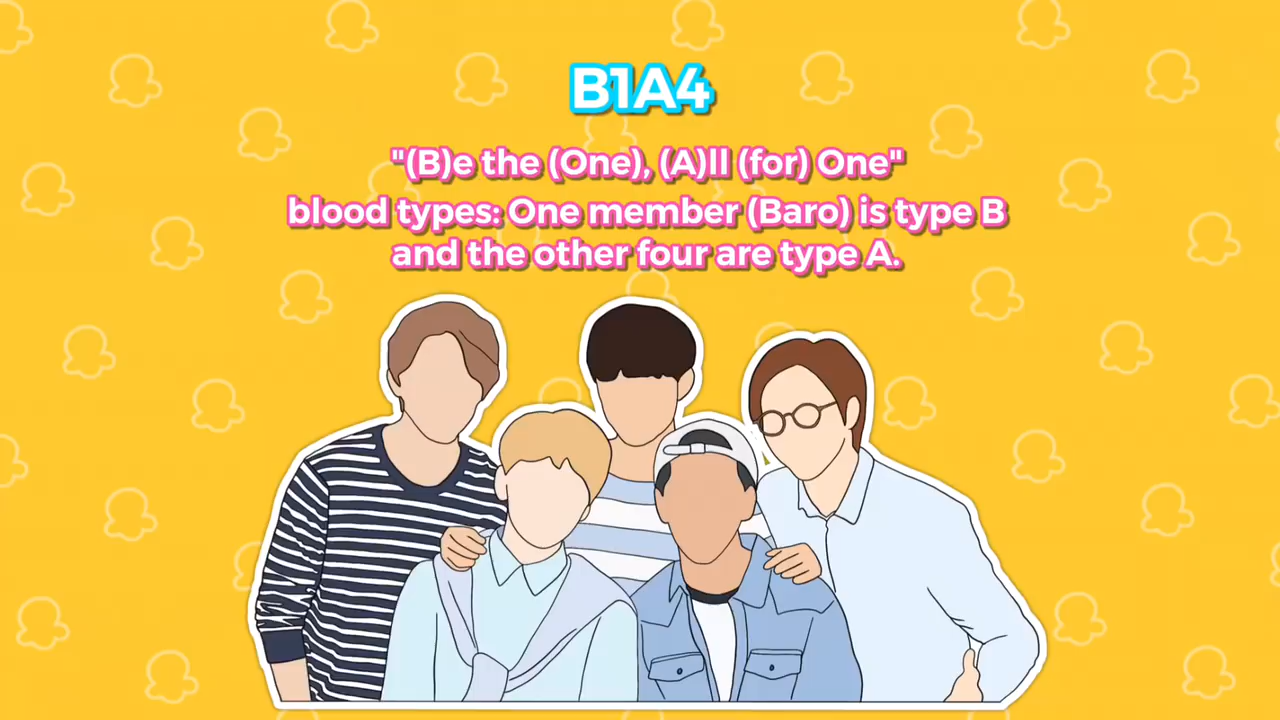 B1A4
"(B)e the (One), (A)ll (for) One"
blood types: One member (Baro) is type B
and the other four are type A.